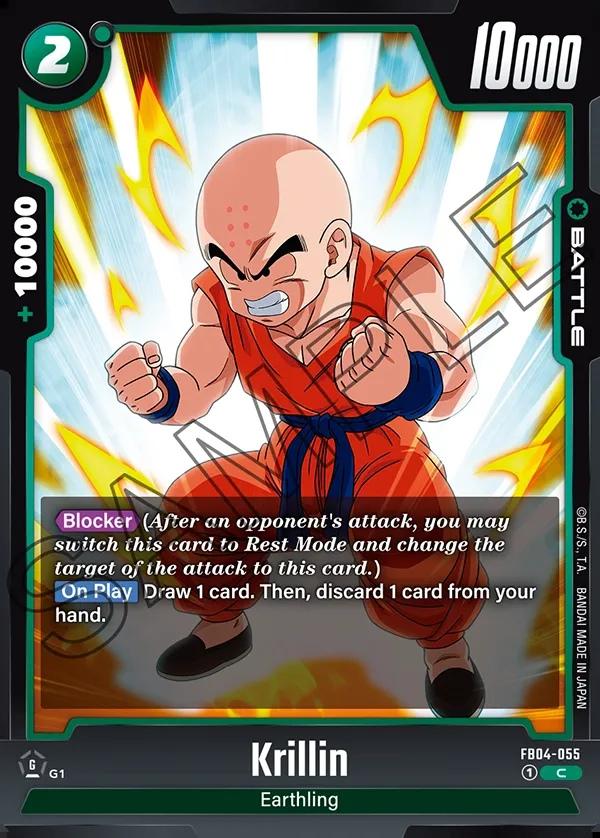 2
10000
+ 10000
BATTLE
SAMPLE
Blocker (After an opponent's attack, you may
switch this card to Rest Mode and change the
target of the attack to this card.)
On Play Draw 1 card. Then, discard 1 card from your
hand.
©B.S./S., T.A. BANDAI MADE IN JAPAN
G G1
Krillin
FB04-055
1 C
Earthling